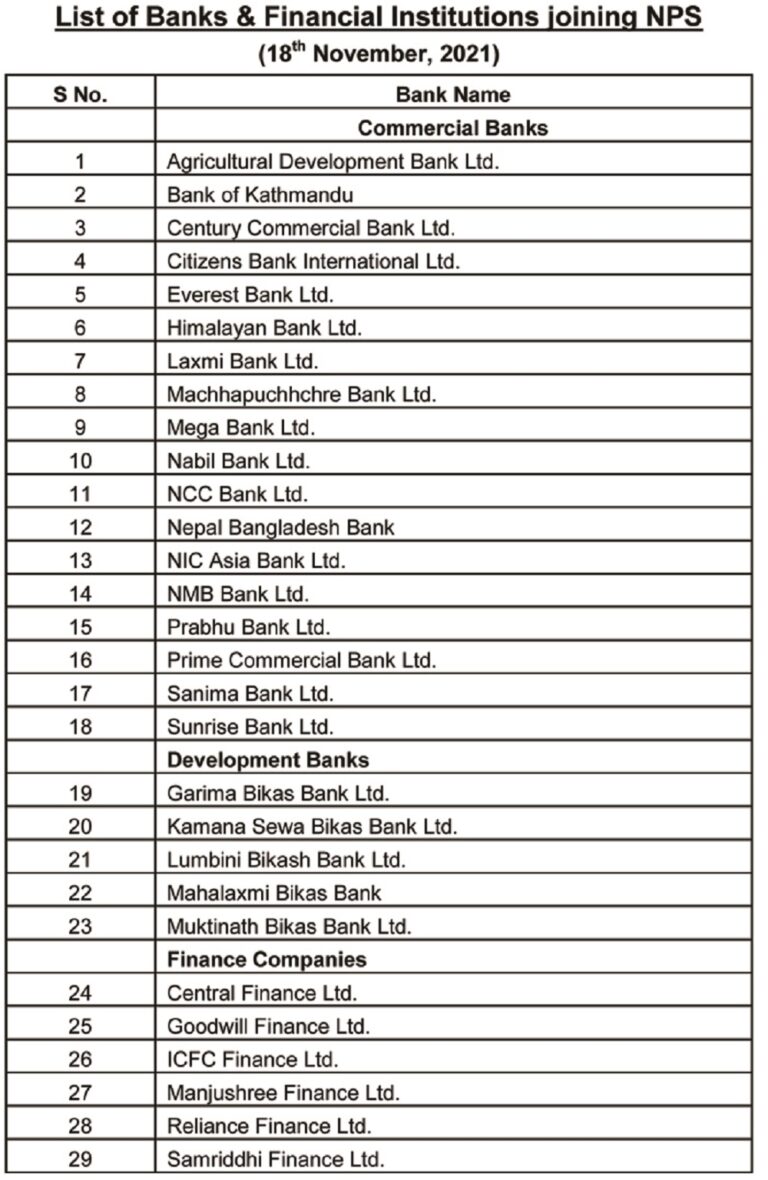 List of Banks & Financial Institutions joining NPS
(18th November, 2021)
S No. Bank Name
Commercial Banks
1 Agricultural Development Bank Ltd.
2 Bank of Kathmandu
3 Century Commercial Bank Ltd.
4 Citizens Bank International Ltd.
5 Everest Bank Ltd.
6 Himalayan Bank Ltd.
7 Laxmi Bank Ltd.
8 Machhapuchhchre Bank Ltd.
9 Mega Bank Ltd.
10 Nabil Bank Ltd.
11 NCC Bank Ltd.
12 Nepal Bangladesh Bank
13 NIC Asia Bank Ltd.
14 NMB Bank Ltd.
15 Prabhu Bank Ltd.
16 Prime Commercial Bank Ltd.
17 Sanima Bank Ltd.
18 Sunrise Bank Ltd.
Development Banks
19 Garima Bikas Bank Ltd.
20 Kamana Sewa Bikas Bank Ltd.
21 Lumbini Bikash Bank Ltd.
22 Mahalaxmi Bikas Bank
23 Muktinath Bikas Bank Ltd.
Finance Companies
24 Central Finance Ltd.
25 Goodwill Finance Ltd.
26 ICFC Finance Ltd.
27 Manjushree Finance Ltd.
28 Reliance Finance Ltd.
29 Samriddhi Finance Ltd.